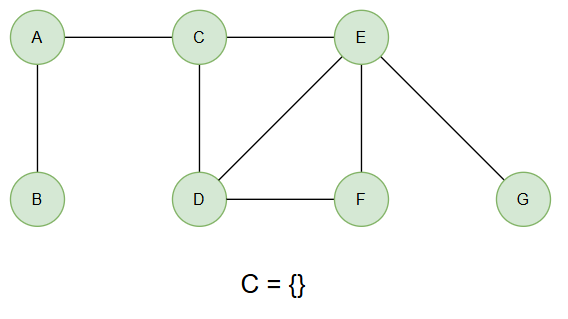 A C E
B D F G
C = {}